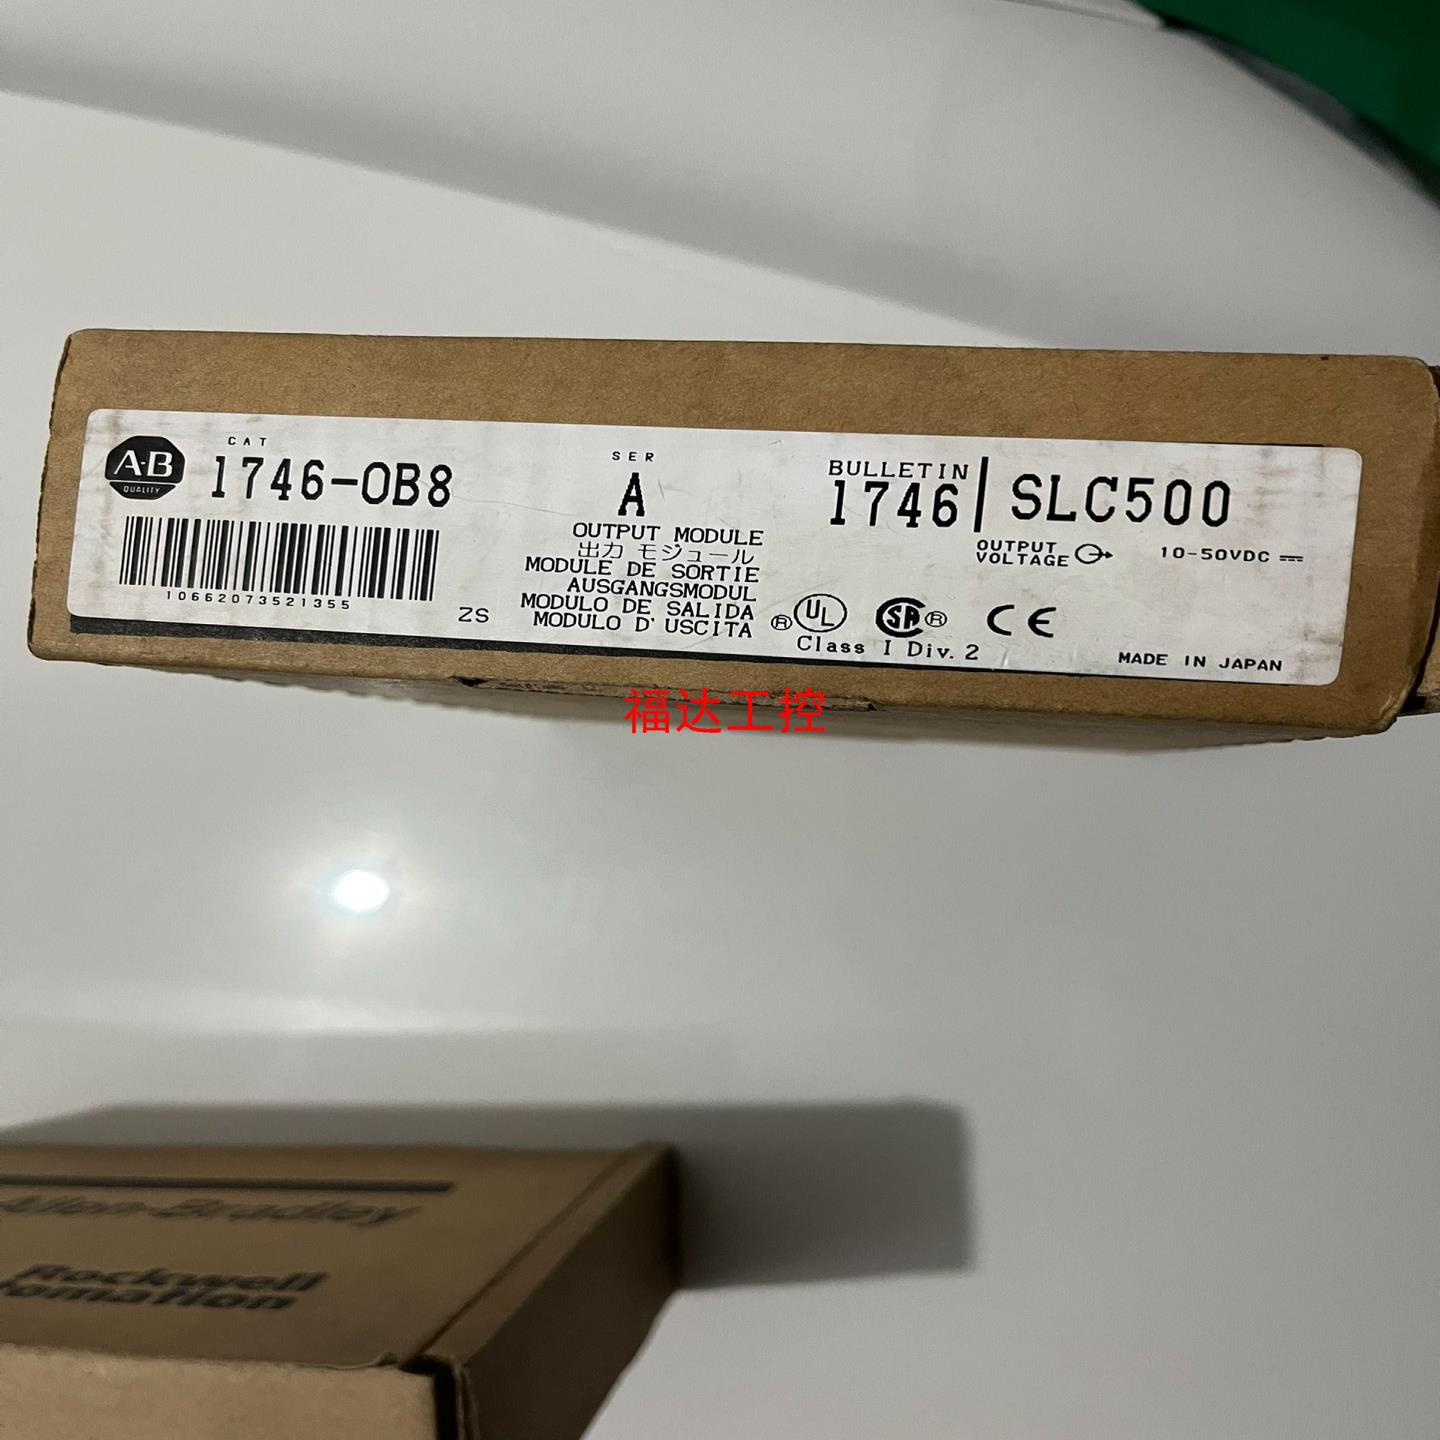 A-B
QUALITY
CAT
1746-OB8
10662073521355
ZS
SER
A
OUTPUT MODULE
出力 モジュール
MODULE DE SORTIE
AUSGANGSMODUL
MODULO DE SALIDA
MODULO D'USCITA
BULLETIN
1746
SLC500
OUTPUT
VOLTAGE
10-50VDC
® UL
SA ®
CE
Class I Div. 2
MADE IN JAPAN
福达工控
Allen-Bradley
Rockwell
omation